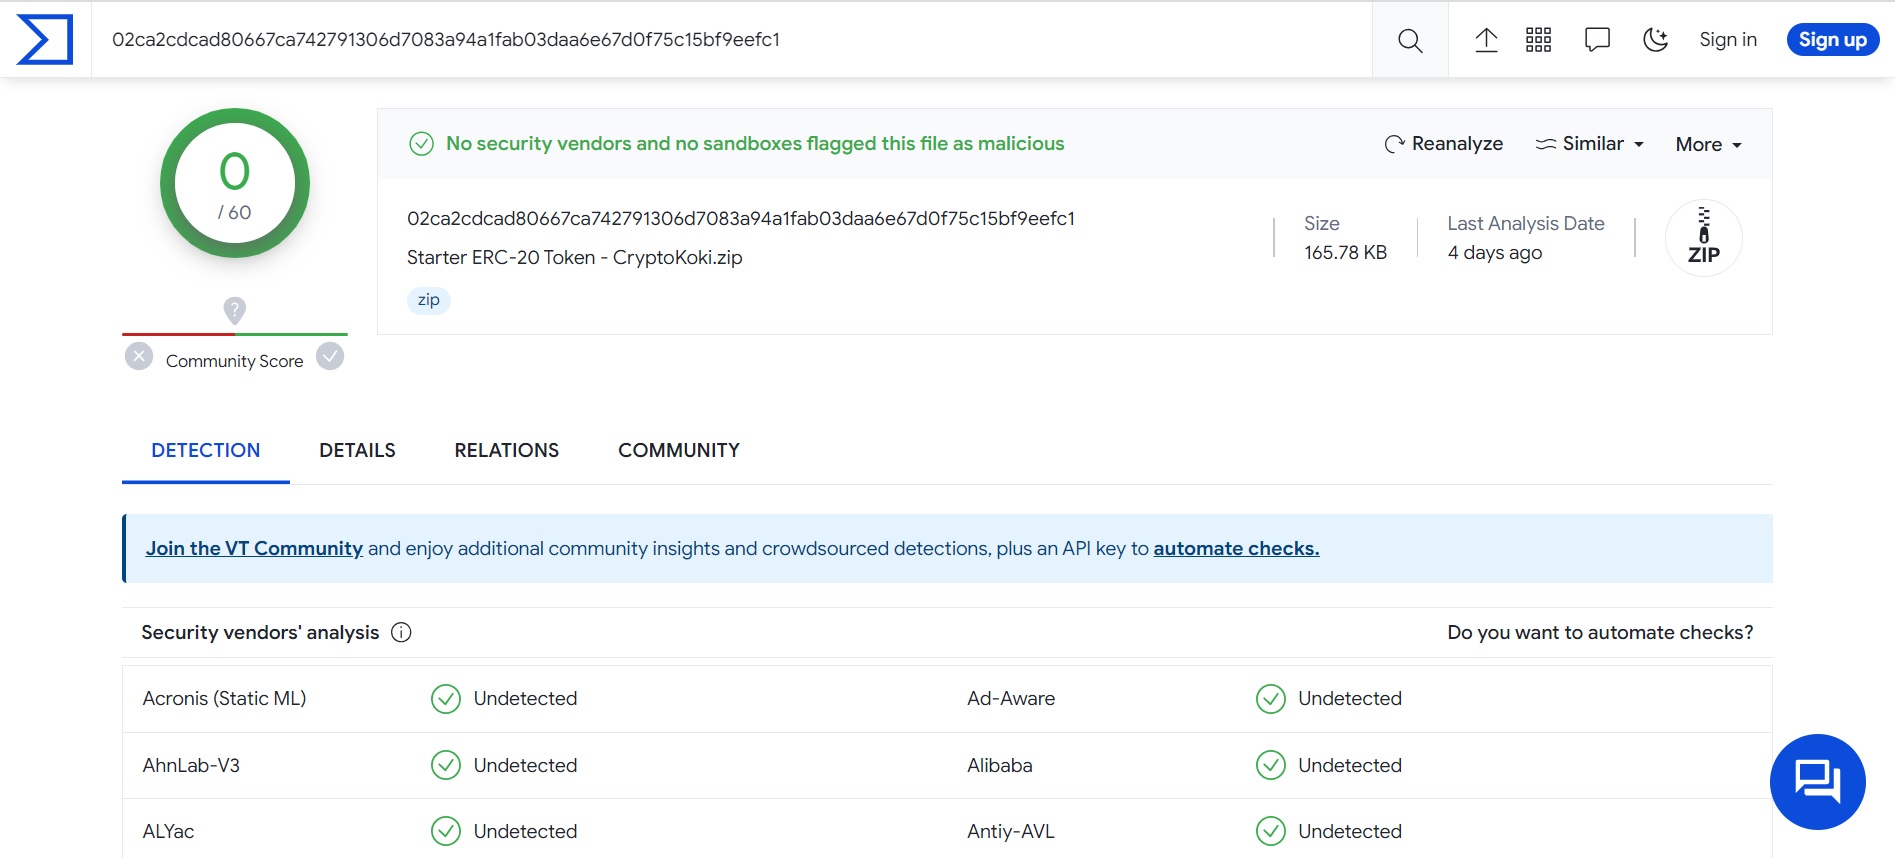 02ca2cdcad80667ca742791306d7083a94a1fab03daa6e67d0f75c15bf9eefc1
Sign in
Sign up
0
/ 60
?
Community Score
No security vendors and no sandboxes flagged this file as malicious
Reanalyze
Similar
More
02ca2cdcad80667ca742791306d7083a94a1fab03daa6e67d0f75c15bf9eefc1
Starter ERC-20 Token - CryptoKoki.zip
zip
Size
165.78 KB
Last Analysis Date
4 days ago
ZIP
DETECTION
DETAILS
RELATIONS
COMMUNITY
Join the VT Community and enjoy additional community insights and crowdsourced detections, plus an API key to automate checks.
Security vendors' analysis
Do you want to automate checks?
Acronis (Static ML)
Undetected
Ad-Aware
Undetected
AhnLab-V3
Undetected
Alibaba
Undetected
ALYac
Undetected
Antiy-AVL
Undetected